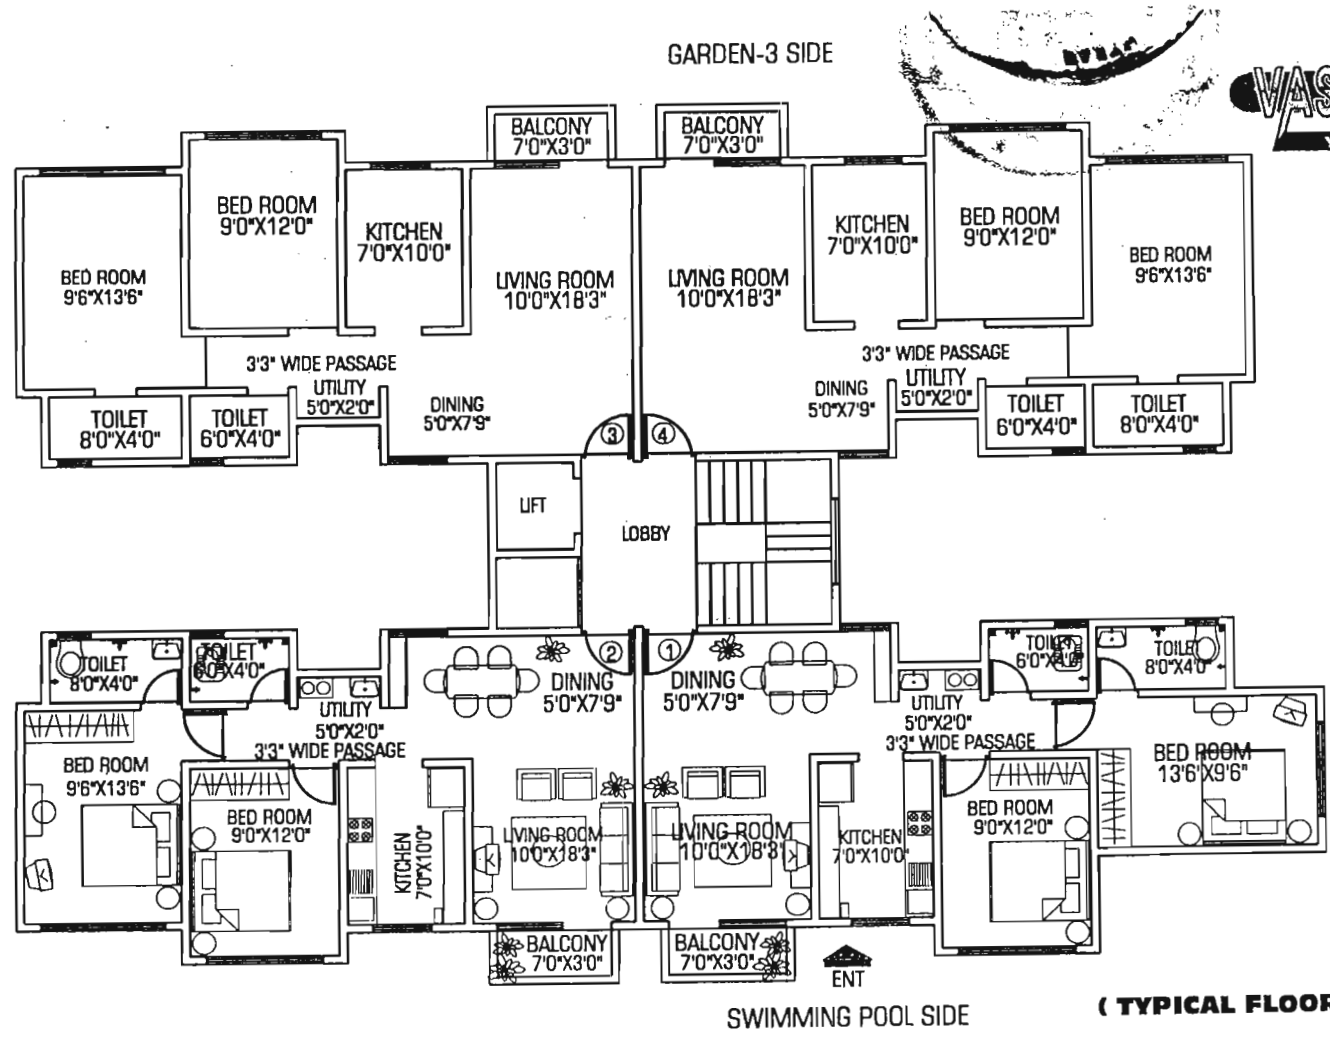 GARDEN-3 SIDE
VAS
BALCONY
7'0"X3'0"
BALCONY
7'0"X3'0"
BED ROOM
9'6"X13'6"
BED ROOM
9'0"X12'0"
KITCHEN
7'0"X10'0"
LIVING ROOM
10'0"X18'3"
LIVING ROOM
10'0"X18'3"
KITCHEN
7'0"X10'0"
BED ROOM
9'0"X12'0"
BED ROOM
9'6"X13'6"
3'3" WIDE PASSAGE
UTILITY
5'0"X2'0"
DINING
5'0"X7'9"
3'3" WIDE PASSAGE
UTILITY
5'0"X2'0"
DINING
5'0"X7'9"
TOILET
8'0"X4'0"
TOILET
6'0"X4'0"
3
4
TOILET
6'0"X4'0"
TOILET
8'0"X4'0"
LIFT
LOBBY
TOILET
8'0"X4'0"
TOILET
6'0"X4'0"
2
1
DINING
5'0"X7'9"
DINING
5'0"X7'9"
TOILET
6'0"X4'0"
TOILET
8'0"X4'0"
UTILITY
5'0"X2'0"
3'3" WIDE PASSAGE
UTILITY
5'0"X2'0"
3'3" WIDE PASSAGE
BED ROOM
9'6"X13'6"
BED ROOM
9'0"X12'0"
KITCHEN
7'0"X10'0"
LIVING ROOM
10'0"X18'3"
LIVING ROOM
10'0"X18'3"
KITCHEN
7'0"X10'0"
BED ROOM
9'0"X12'0"
BED ROOM
13'6"X9'6"
BALCONY
7'0"X3'0"
BALCONY
7'0"X3'0"
ENT
SWIMMING POOL SIDE
( TYPICAL FLOOR